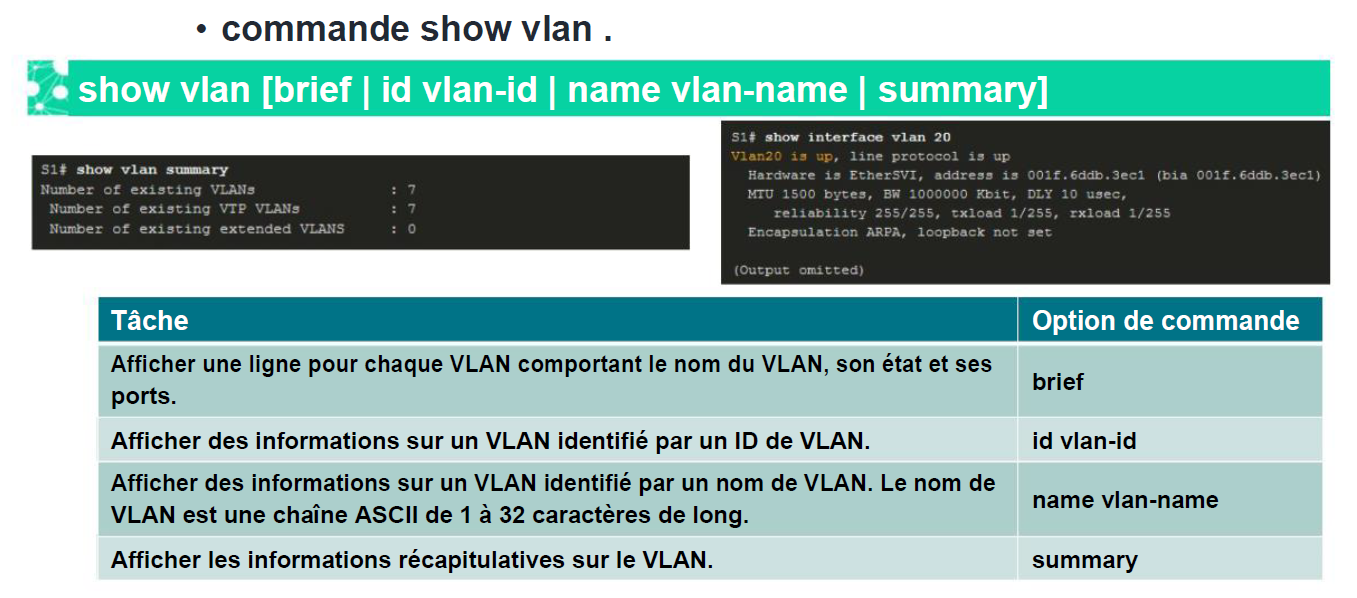 • commande show vlan .
show vlan [brief | id vlan-id | name vlan-name | summary]
S1# show vlan summary
Number of existing VLANs : 7
Number of existing VTP VLANs : 7
Number of existing extended VLANS : 0
S1# show interface vlan 20
Vlan20 is up, line protocol is up
Hardware is EtherSVI, address is 001f.6ddb.3ec1 (bia 001f.6ddb.3ec1)
MTU 1500 bytes, BW 1000000 Kbit, DLY 10 usec,
reliability 255/255, txload 1/255, rxload 1/255
Encapsulation ARPA, loopback not set
(Output omitted)
Tâche Option de commande
Afficher une ligne pour chaque VLAN comportant le nom du VLAN, son état et ses
ports.
brief
Afficher des informations sur un VLAN identifié par un ID de VLAN. id vlan-id
Afficher des informations sur un VLAN identifié par un nom de VLAN. Le nom de
VLAN est une chaîne ASCII de 1 à 32 caractères de long.
name vlan-name
Afficher les informations récapitulatives sur le VLAN. summary